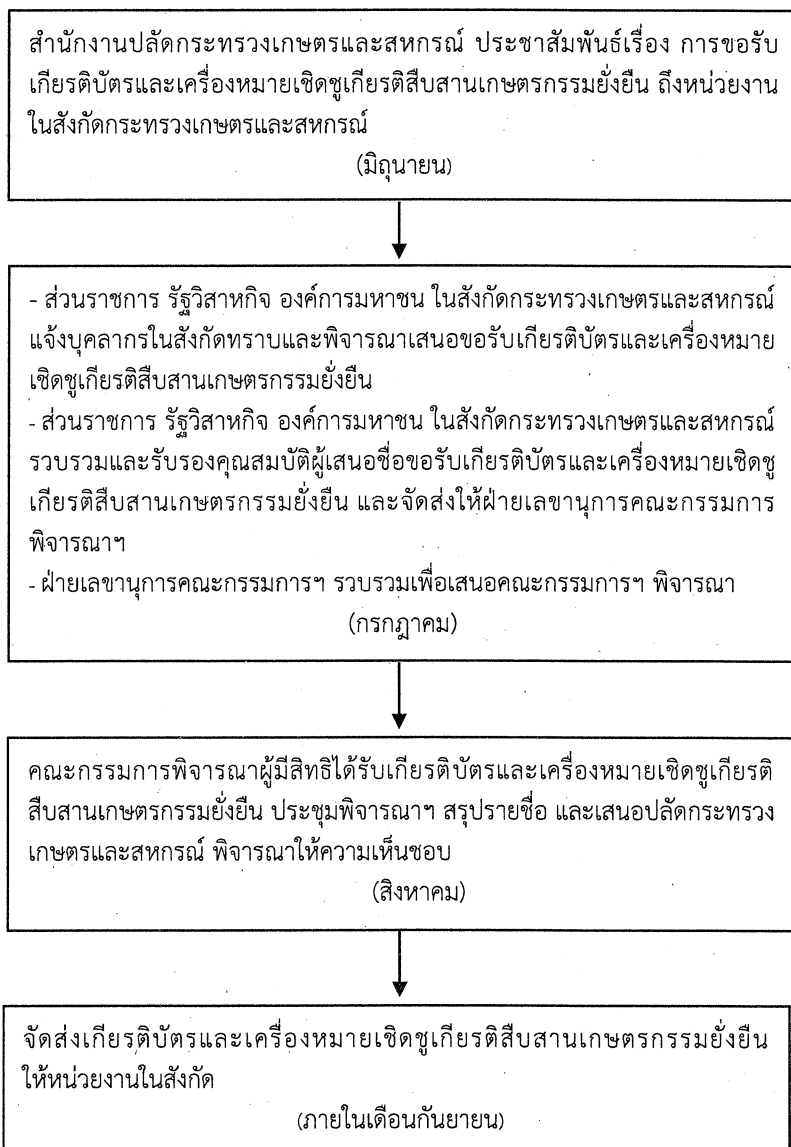 สำนักงานปลัดกระทรวงเกษตรและสหกรณ์ ประชาสัมพันธ์เรื่อง การขอรับ
เกียรติบัตรและเครื่องหมายเชิดชูเกียรติสืบสานเกษตรกรรมยั่งยืน ถึงหน่วยงาน
ในสังกัดกระทรวงเกษตรและสหกรณ์
(มิถุนายน)
- ส่วนราชการ รัฐวิสาหกิจ องค์การมหาชน ในสังกัดกระทรวงเกษตรและสหกรณ์
แจ้งบุคลากรในสังกัดทราบและพิจารณาเสนอขอรับเกียรติบัตรและเครื่องหมาย
เชิดชูเกียรติสืบสานเกษตรกรรมยั่งยืน
- ส่วนราชการ รัฐวิสาหกิจ องค์การมหาชน ในสังกัดกระทรวงเกษตรและสหกรณ์
รวบรวมและรับรองคุณสมบัติผู้เสนอชื่อขอรับเกียรติบัตรและเครื่องหมายเชิดชู
เกียรติสืบสานเกษตรกรรมยั่งยืน และจัดส่งให้ฝ่ายเลขานุการคณะกรรมการ
พิจารณาฯ
- ฝ่ายเลขานุการคณะกรรมการฯ รวบรวมเพื่อเสนอคณะกรรมการฯ พิจารณา
(กรกฎาคม)
คณะกรรมการพิจารณาผู้มีสิทธิได้รับเกียรติบัตรและเครื่องหมายเชิดชูเกียรติ
สืบสานเกษตรกรรมยั่งยืน ประชุมพิจารณาฯ สรุปรายชื่อ และเสนอปลัดกระทรวง
เกษตรและสหกรณ์ พิจารณาให้ความเห็นชอบ
(สิงหาคม)
จัดส่งเกียรติบัตรและเครื่องหมายเชิดชูเกียรติสืบสานเกษตรกรรมยั่งยืน
ให้หน่วยงานในสังกัด
(ภายในเดือนกันยายน)